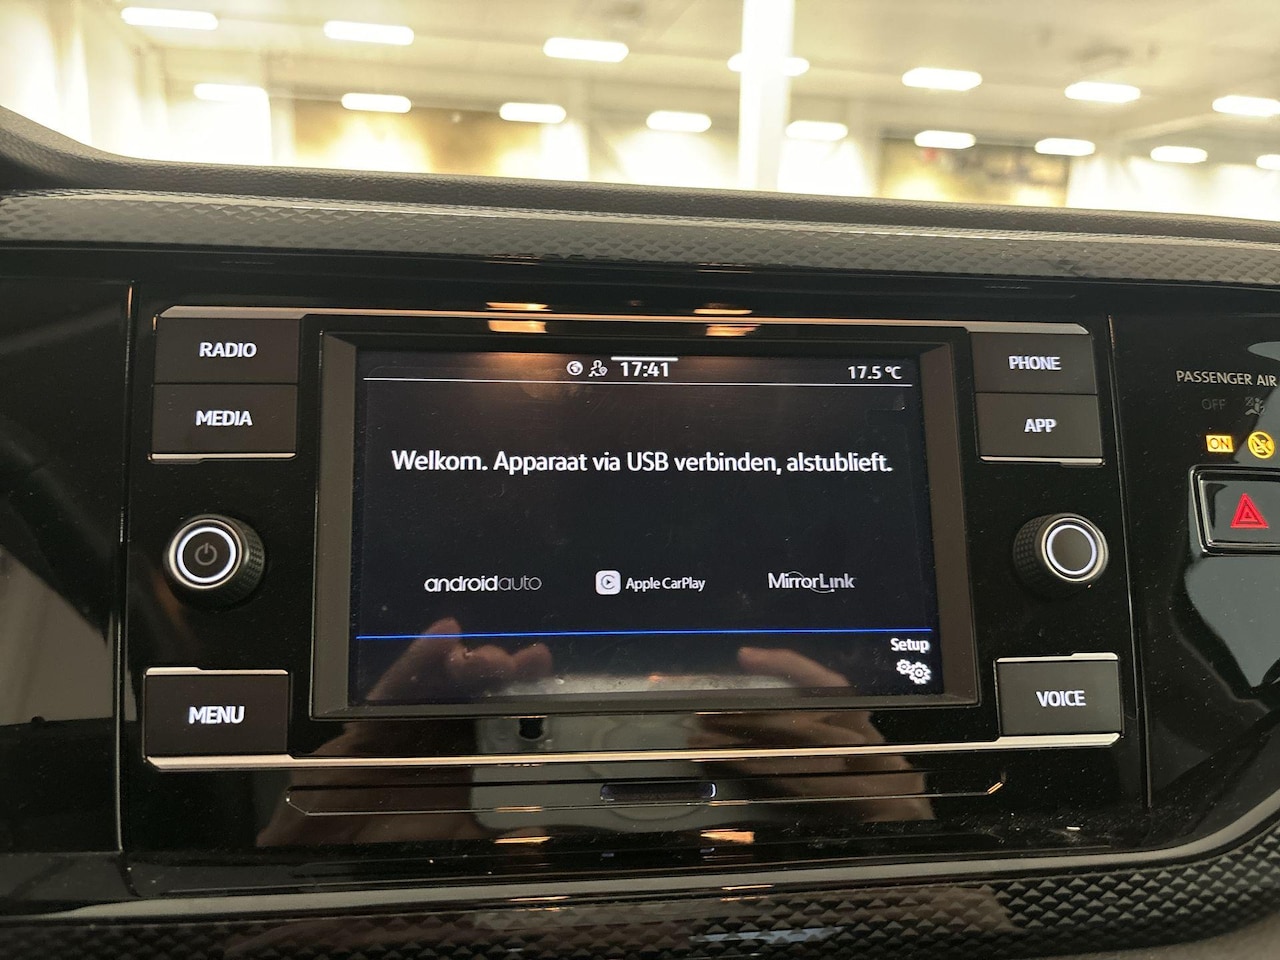 RADIO
MEDIA
MENU
17:41
17.5 °C
Welkom. Apparaat via USB verbinden, alstublieft.
androidauto
Apple CarPlay
MirrorLink
Setup
PHONE
APP
VOICE
PASSENGER AIR
OFF
ON